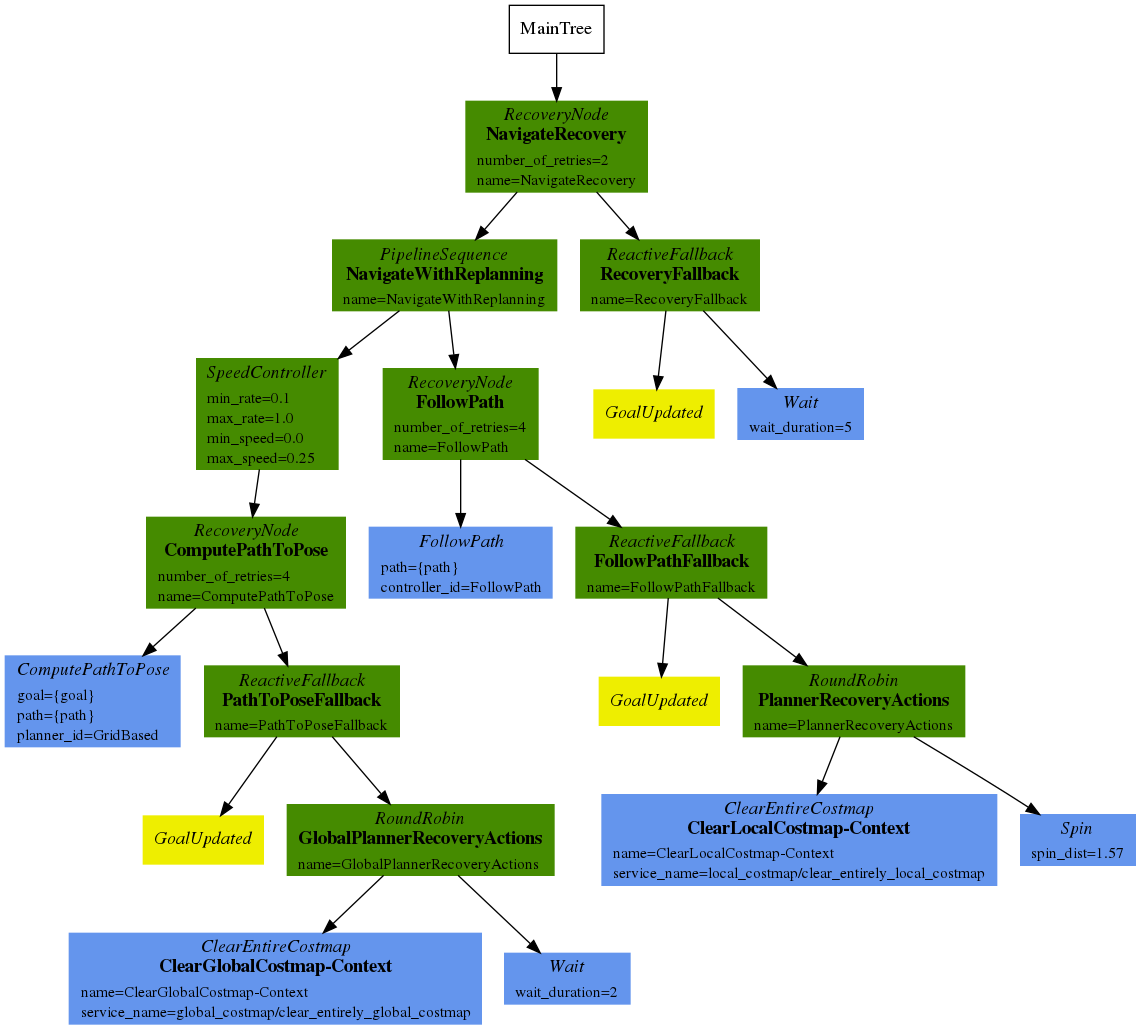 MainTree
RecoveryNode
NavigateRecovery
number_of_retries=2
name=NavigateRecovery
PipelineSequence
NavigateWithReplanning
name=NavigateWithReplanning
ReactiveFallback
RecoveryFallback
name=RecoveryFallback
SpeedController
min_rate=0.1
max_rate=1.0
min_speed=0.0
max_speed=0.25
RecoveryNode
FollowPath
number_of_retries=4
name=FollowPath
GoalUpdated
Wait
wait_duration=5
RecoveryNode
ComputePathToPose
number_of_retries=4
name=ComputePathToPose
FollowPath
path={path}
controller_id=FollowPath
ReactiveFallback
FollowPathFallback
name=FollowPathFallback
ComputePathToPose
goal={goal}
path={path}
planner_id=GridBased
ReactiveFallback
PathToPoseFallback
name=PathToPoseFallback
GoalUpdated
RoundRobin
PlannerRecoveryActions
name=PlannerRecoveryActions
GoalUpdated
RoundRobin
GlobalPlannerRecoveryActions
name=GlobalPlannerRecoveryActions
ClearEntireCostmap
ClearLocalCostmap-Context
name=ClearLocalCostmap-Context
service_name=local_costmap/clear_entirely_local_costmap
Spin
spin_dist=1.57
ClearEntireCostmap
ClearGlobalCostmap-Context
name=ClearGlobalCostmap-Context
service_name=global_costmap/clear_entirely_global_costmap
Wait
wait_duration=2